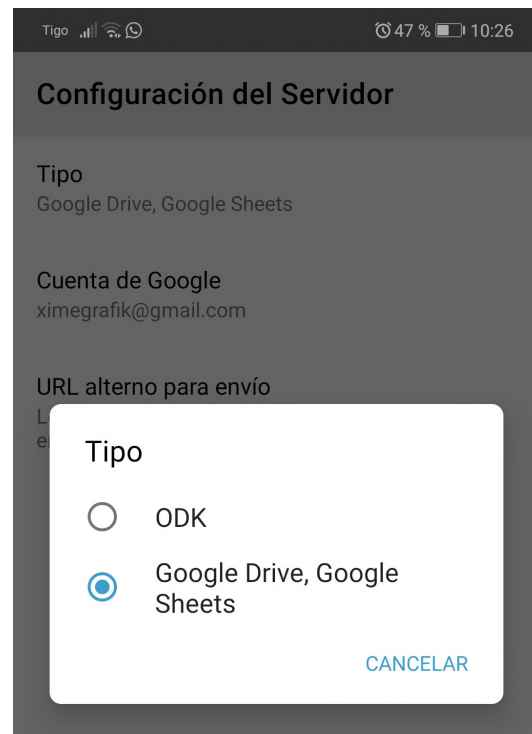 Tigo 47 % 10:26
Configuración del Servidor
Tipo
Google Drive, Google Sheets
Cuenta de Google
ximegrafik@gmail.com
URL alterno para envío
Tipo
ODK
Google Drive, Google
Sheets
CANCELAR